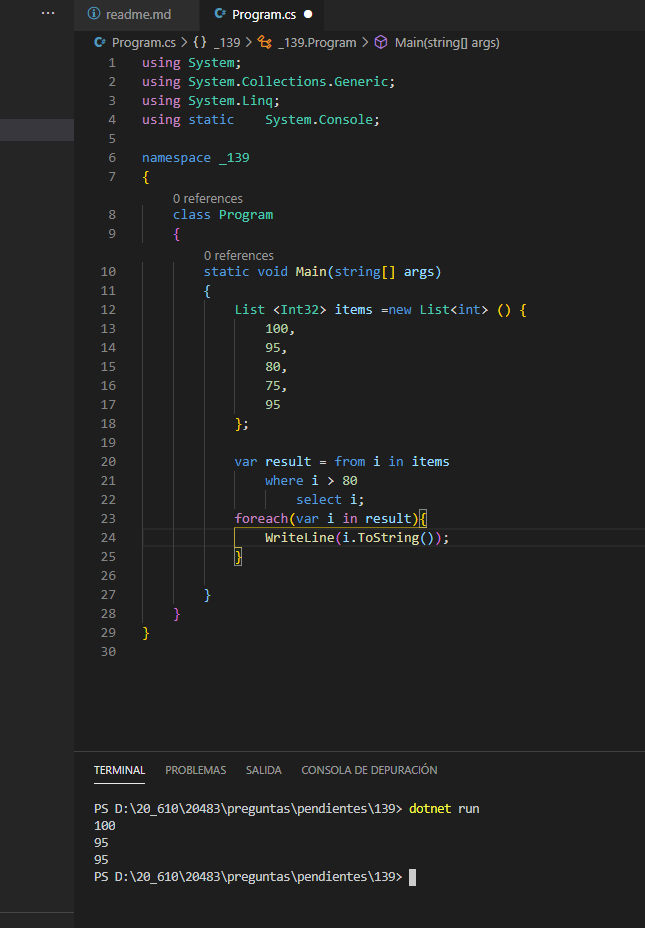 ··· readme.md Program.cs
Program.cs > {} _139 > _139.Program > Main(string[] args)
1 using System;
2 using System.Collections.Generic;
3 using System.Linq;
4 using static    System.Console;
5
6 namespace _139
7 {
0 references
8 class Program
9 {
0 references
10 static void Main(string[] args)
11 {
12 List <Int32> items =new List<int> () {
13 100,
14 95,
15 80,
16 75,
17 95
18 };
19
20 var result = from i in items
21 where i > 80
22 select i;
23 foreach(var i in result){
24 WriteLine(i.ToString());
25 }
26
27 }
28 }
29 }
30
TERMINAL PROBLEMAS SALIDA CONSOLA DE DEPURACIÓN
PS D:\20_610\20483\preguntas\pendientes\139> dotnet run
100
95
95
PS D:\20_610\20483\preguntas\pendientes\139>